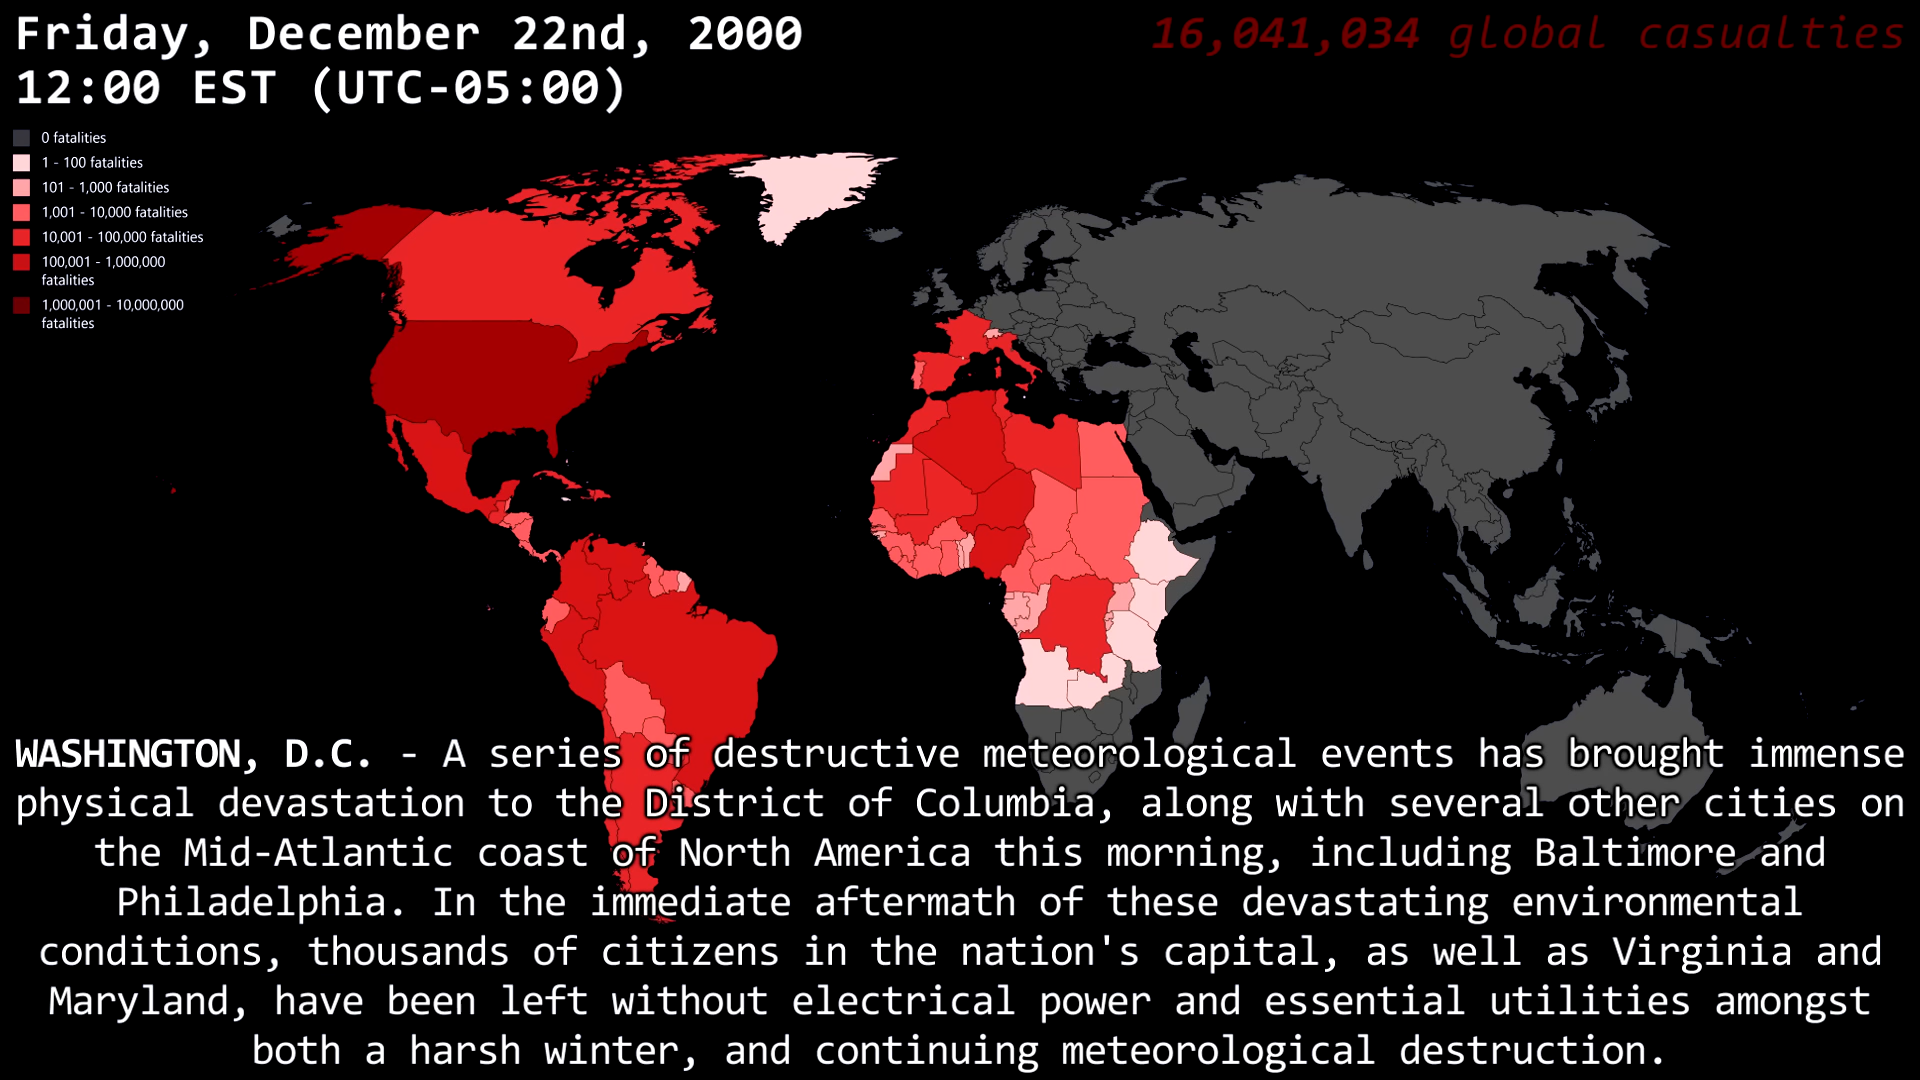 Friday, December 22nd, 2000
16,041,034 global casualties
12:00 EST (UTC-05:00)
0 fatalities
1 - 100 fatalities
101 - 1,000 fatalities
1,001 - 10,000 fatalities
10,001 - 100,000 fatalities
100,001 - 1,000,000
fatalities
1,000,001 - 10,000,000
fatalities
WASHINGTON, D.C. - A series of destructive meteorological events has brought immense
physical devastation to the District of Columbia, along with several other cities on
the Mid-Atlantic coast of North America this morning, including Baltimore and
Philadelphia. In the immediate aftermath of these devastating environmental
conditions, thousands of citizens in the nation's capital, as well as Virginia and
Maryland, have been left without electrical power and essential utilities amongst
both a harsh winter, and continuing meteorological destruction.